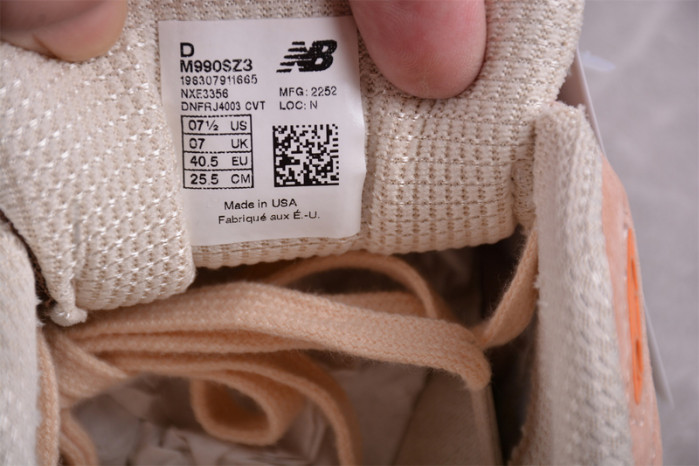 D
NB
M990SZ3
196307911665
NXE3356
MFG: 2252
DNFRJ4003 CVT
LOC: N
07½ US
07 UK
40.5 EU
25.5 CM
Made in USA
Fabriqué aux É.-U.